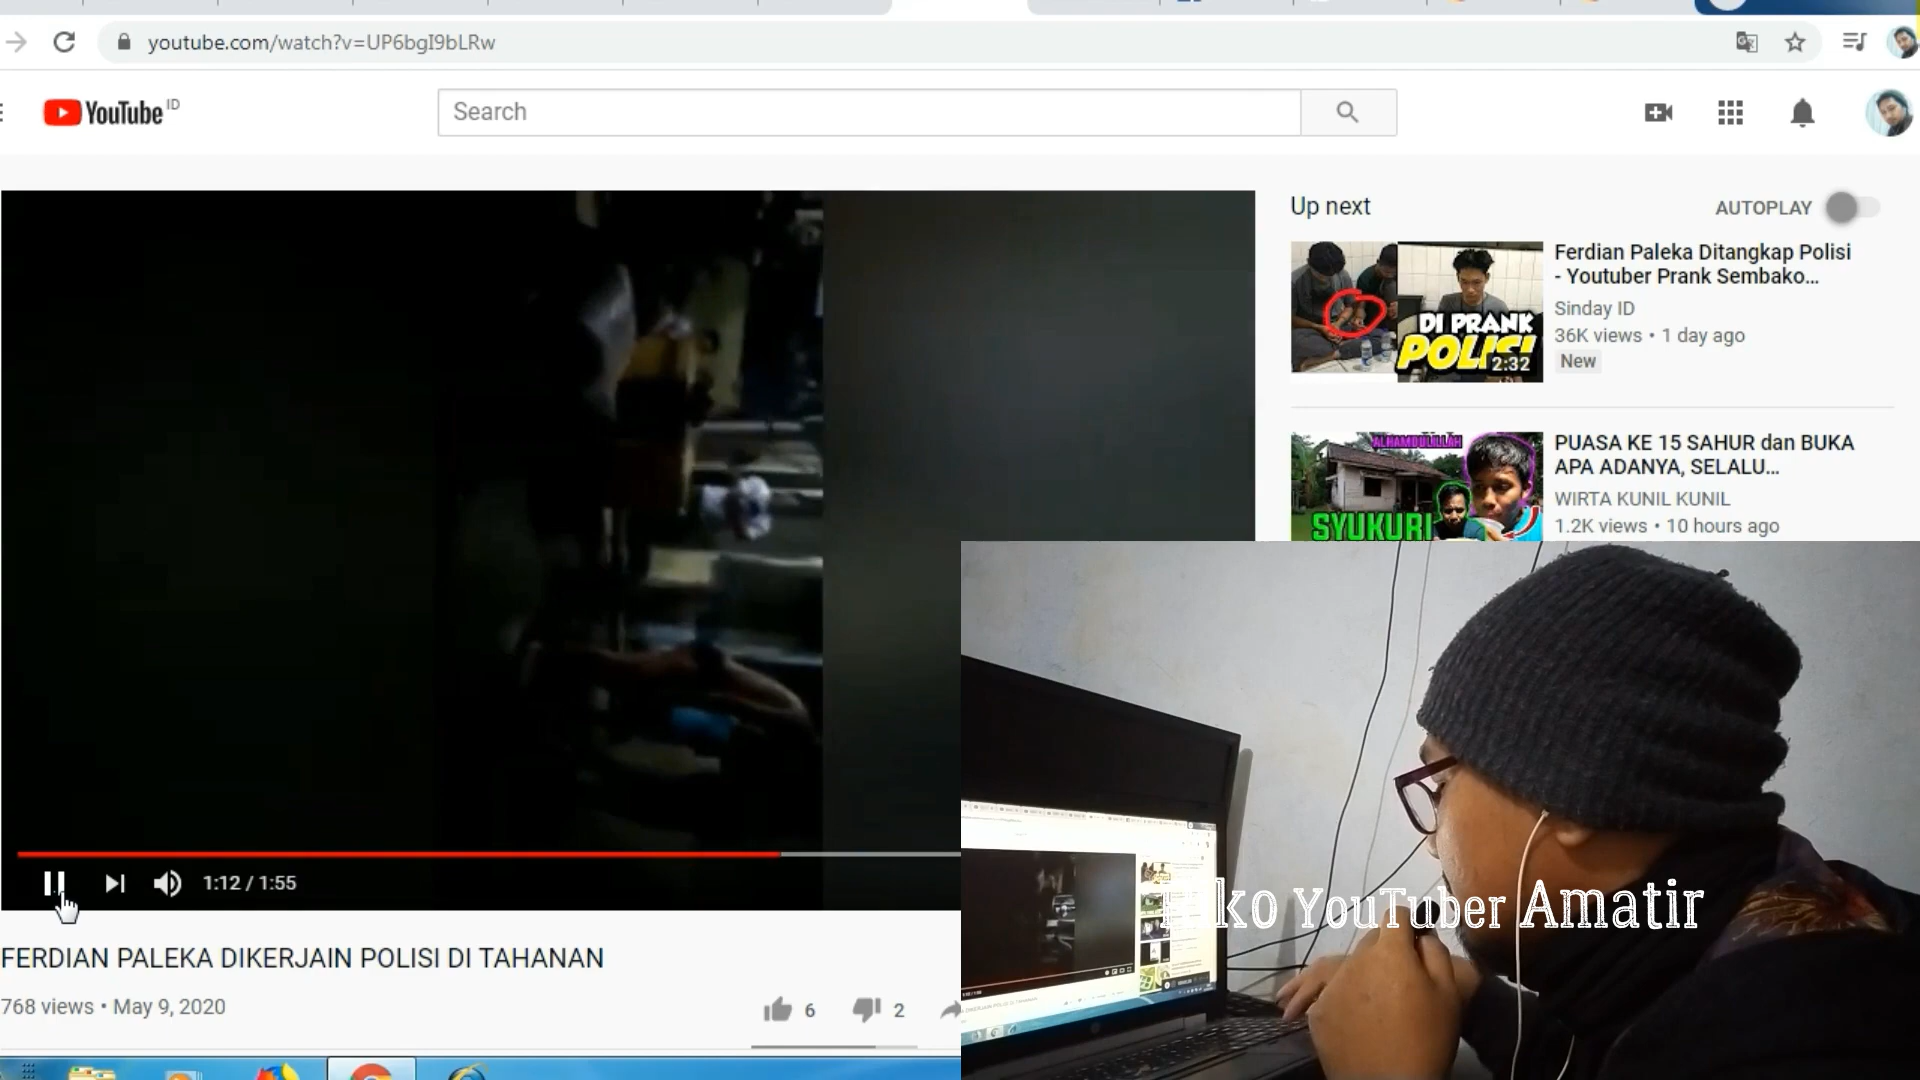 youtube.com/watch?v=UP6bgI9bLRw
YouTube ID
Search
Up next
AUTOPLAY
DI PRANK
POLISI
2:32
Ferdian Paleka Ditangkap Polisi
- Youtuber Prank Sembako...
Sinday ID
36K views • 1 day ago
New
ALHAMDULILLAH
SYUKURI
PUASA KE 15 SAHUR dan BUKA
APA ADANYA, SELALU...
WIRTA KUNIL KUNIL
1.2K views • 10 hours ago
1:12 / 1:55
YouTuber Amatir
FERDIAN PALEKA DIKERJAIN POLISI DI TAHANAN
768 views • May 9, 2020
6
2